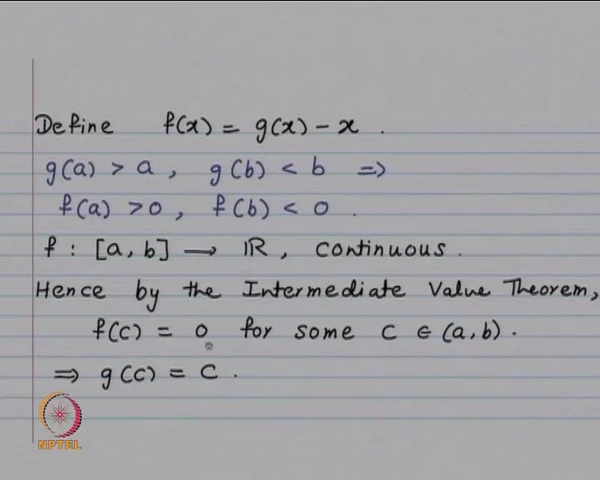 Define f(x) = g(x) - x .
g(a) > a , g(b) < b ⇒
f(a) > 0 , f(b) < 0 .
f : [a, b] → ℝ , continuous .
Hence by the Intermediate Value Theorem,
f(c) = 0 for some c ∈ (a, b) .
⇒ g(c) = c .
NPTEL